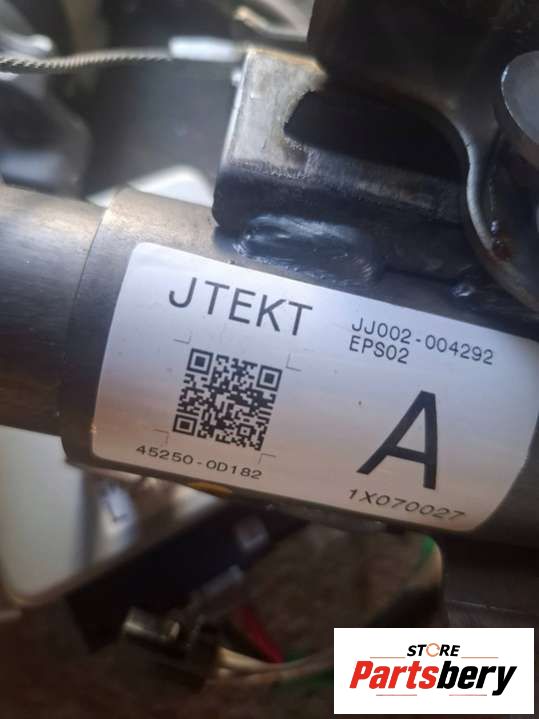 JTEKT
JJ002-004292
EPS02
A
45250-0D182
1X070027
STORE
Partsbery